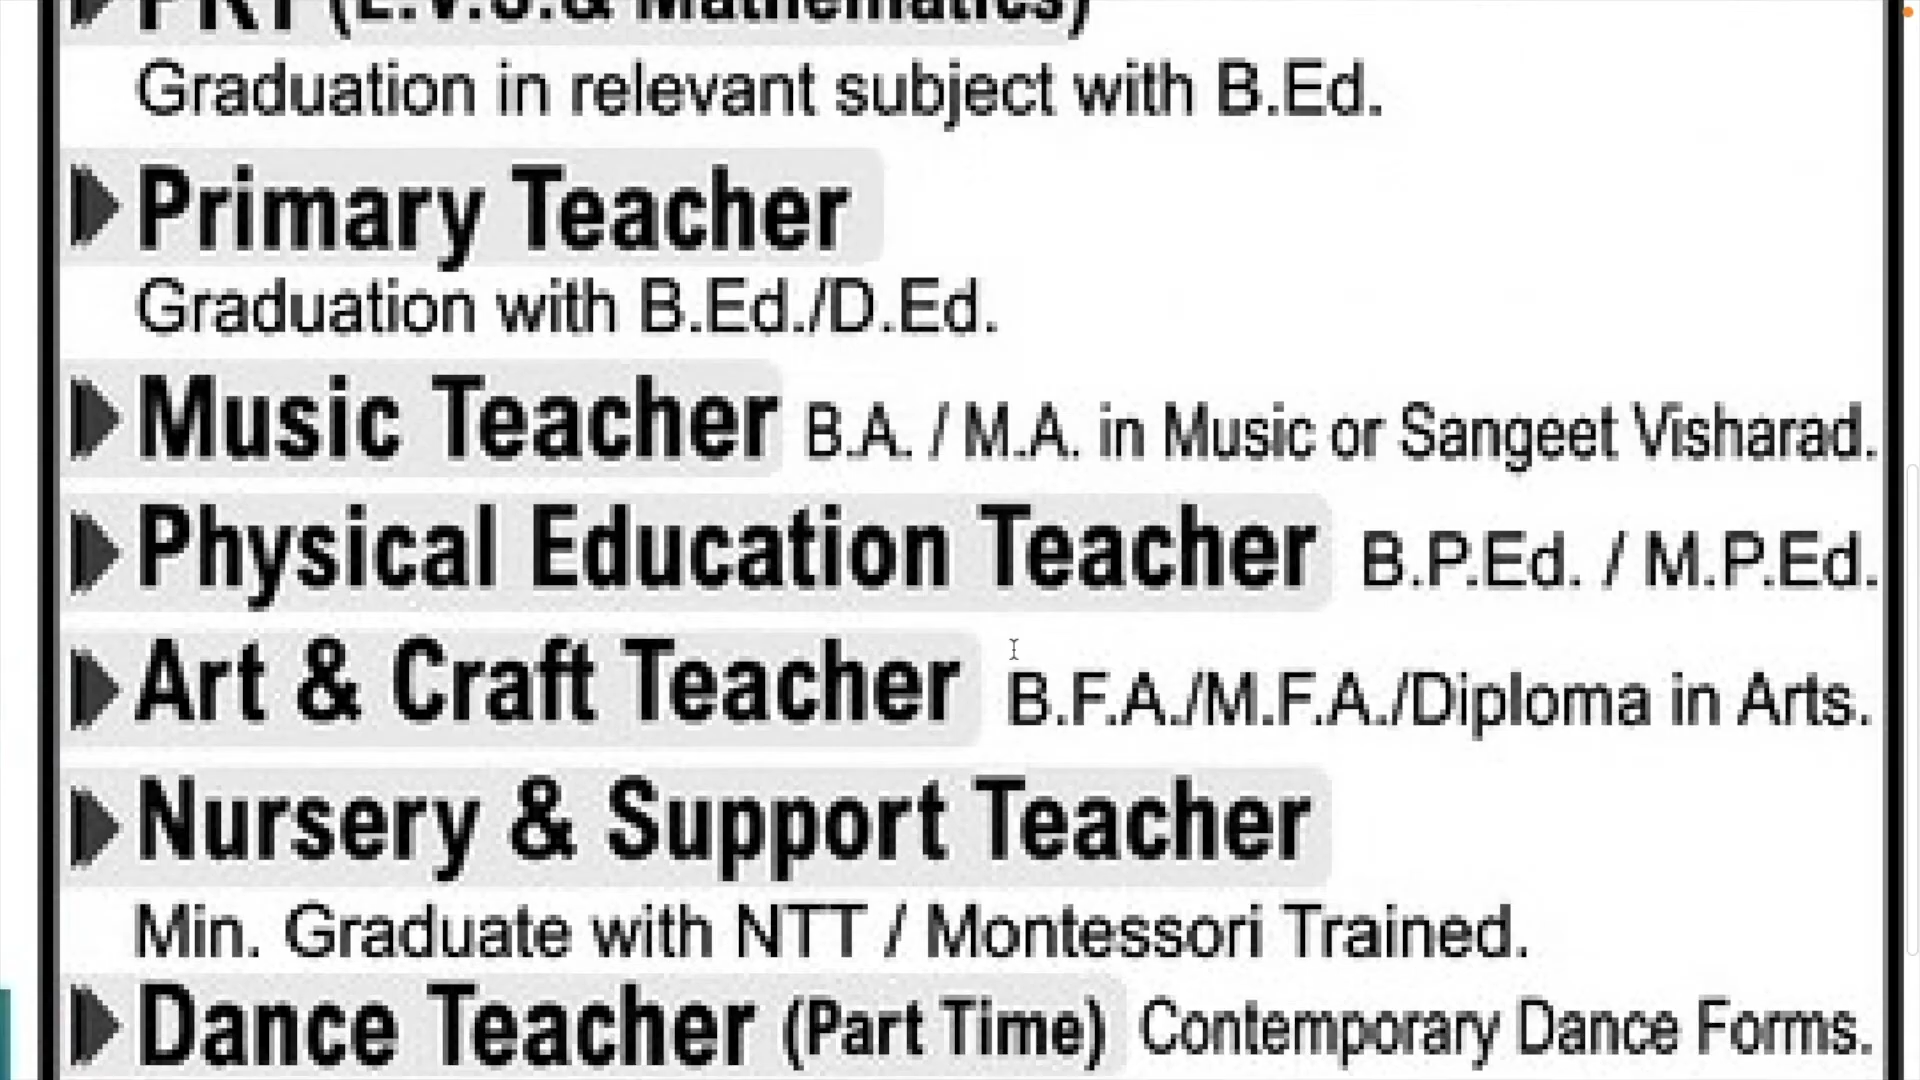 PRT (E.V.S.& Mathematics)
Graduation in relevant subject with B.Ed.
Primary Teacher
Graduation with B.Ed./D.Ed.
Music Teacher B.A. / M.A. in Music or Sangeet Visharad.
Physical Education Teacher B.P.Ed. / M.P.Ed.
Art & Craft Teacher B.F.A./M.F.A./Diploma in Arts.
Nursery & Support Teacher
Min. Graduate with NTT / Montessori Trained.
Dance Teacher (Part Time) Contemporary Dance Forms.